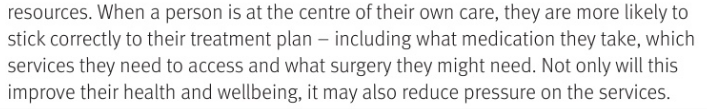 resources. When a person is at the centre of their own care, they are more likely to
stick correctly to their treatment plan – including what medication they take, which
services they need to access and what surgery they might need. Not only will this
improve their health and wellbeing, it may also reduce pressure on the services.